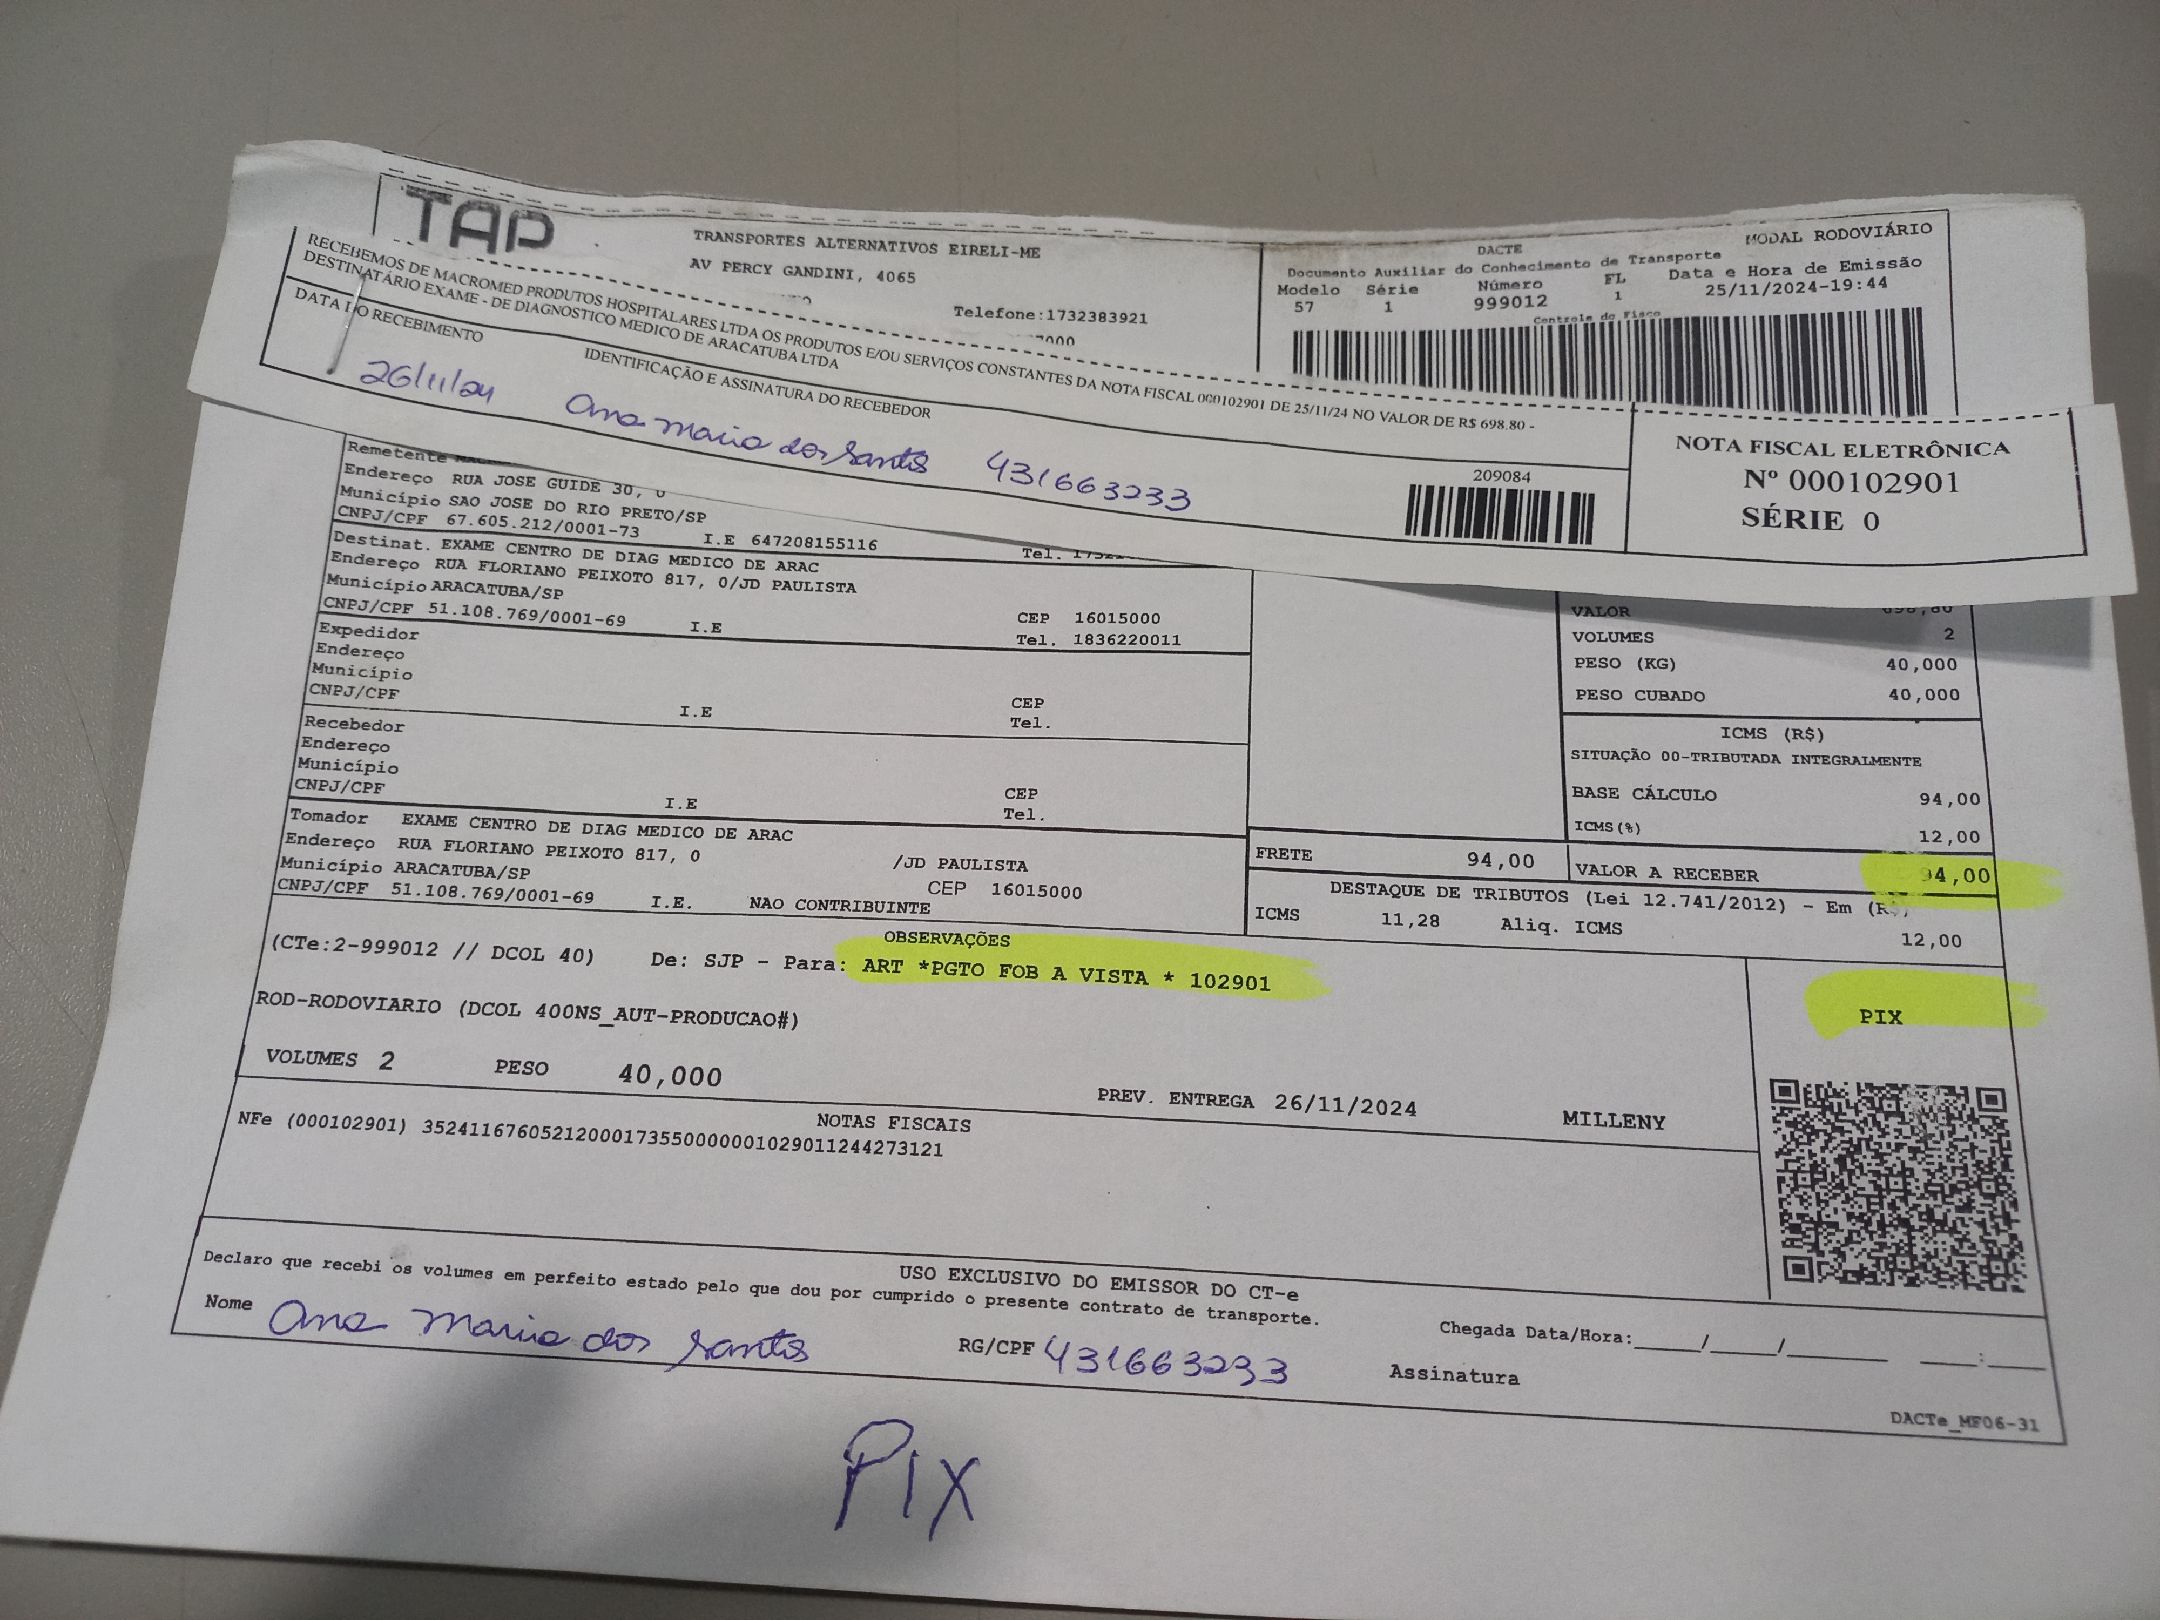 TAP
TRANSPORTES ALTERNATIVOS EIRELI-ME
AV PERCY GANDINI, 4065
Telefone:1732383921
DACTE
MODAL RODOVIÁRIO
Documento Auxiliar do Conhecimento de Transporte
Modelo Série Número FL Data e Hora de Emissão
57 1 999012 1 25/11/2024-19:44
Controle do Fisco
RECEBEMOS DE MACROMED PRODUTOS HOSPITALARES LTDA OS PRODUTOS E/OU SERVIÇOS CONSTANTES DA NOTA FISCAL 000102901 DE 25/11/24 NO VALOR DE R$ 698.80 -
DESTINATÁRIO EXAME - DE DIAGNOSTICO MEDICO DE ARACATUBA LTDA
DATA DO RECEBIMENTO
IDENTIFICAÇÃO E ASSINATURA DO RECEBEDOR
26/11/24 Ana Maria dos Santos 431663233
209084
NOTA FISCAL ELETRÔNICA
Nº 000102901
SÉRIE 0
Remetente
Endereço RUA JOSE GUIDE 30,
Município SAO JOSE DO RIO PRETO/SP
CNPJ/CPF 67.605.212/0001-73 I.E 647208155116
Tel.
Destinat. EXAME CENTRO DE DIAG MEDICO DE ARAC
Endereço RUA FLORIANO PEIXOTO 817, 0/JD PAULISTA
Município ARACATUBA/SP CEP 16015000
CNPJ/CPF 51.108.769/0001-69 I.E Tel. 1836220011
Expedidor
Endereço
Município CEP
CNPJ/CPF I.E Tel.
Recebedor
Endereço
Município CEP
CNPJ/CPF I.E Tel.
Tomador EXAME CENTRO DE DIAG MEDICO DE ARAC
Endereço RUA FLORIANO PEIXOTO 817, 0 /JD PAULISTA
Município ARACATUBA/SP CEP 16015000
CNPJ/CPF 51.108.769/0001-69 I.E. NAO CONTRIBUINTE
VALOR 698,80
VOLUMES 2
PESO (KG) 40,000
PESO CUBADO 40,000
ICMS (R$)
SITUAÇÃO 00-TRIBUTADA INTEGRALMENTE
BASE CÁLCULO 94,00
ICMS(%) 12,00
FRETE 94,00 VALOR A RECEBER 94,00
DESTAQUE DE TRIBUTOS (Lei 12.741/2012) - Em (R$)
ICMS 11,28 Aliq. ICMS 12,00
OBSERVAÇÕES
(CTe:2-999012 // DCOL 40) De: SJP - Para: ART *PGTO FOB A VISTA * 102901
ROD-RODOVIARIO (DCOL 400NS_AUT-PRODUCAO#)
PIX
VOLUMES 2 PESO 40,000 PREV. ENTREGA 26/11/2024 MILLENY
NOTAS FISCAIS
NFe (000102901) 35241167605212000173550000001029011244273121
USO EXCLUSIVO DO EMISSOR DO CT-e
Declaro que recebi os volumes em perfeito estado pelo que dou por cumprido o presente contrato de transporte.
Nome Ana Maria dos Santos RG/CPF 431663233
Chegada Data/Hora:____/____/______ ____:____
Assinatura
DACTe_MF06-31
PIX